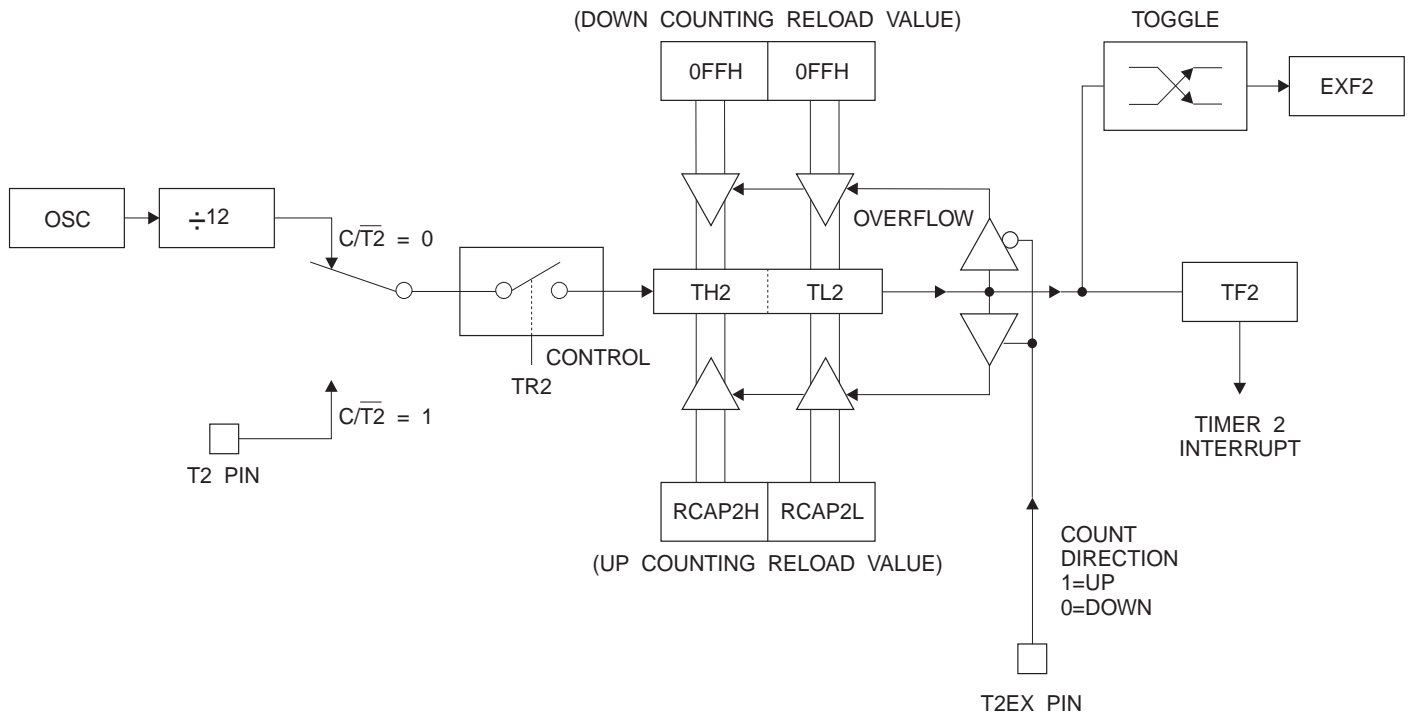 (DOWN COUNTING RELOAD VALUE)
TOGGLE
0FFH 0FFH
EXF2
OSC
÷12
C/T2̅ = 0
OVERFLOW
TH2 TL2
TF2
CONTROL
TR2
C/T2̅ = 1
T2 PIN
TIMER 2
INTERRUPT
RCAP2H RCAP2L
(UP COUNTING RELOAD VALUE)
COUNT
DIRECTION
1=UP
0=DOWN
T2EX PIN